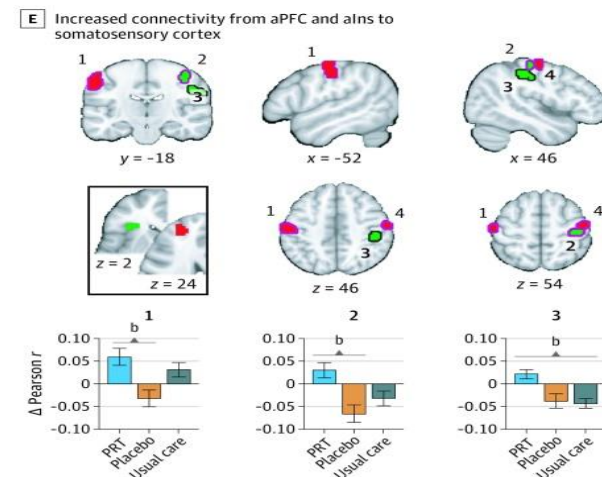 E Increased connectivity from aPFC and aIns to
somatosensory cortex
1 2 3
y = –18
1
x = –52
2 3 4
x = 46
z = 2
z = 24
1 4 3
z = 46
1 4 2
z = 54
1 2 3
b b b
0.10 0.10 0.10
0.05 0.05 0.05
0 0 0
–0.05 –0.05 –0.05
–0.10 –0.10 –0.10
Δ Pearson r
PRT Placebo Usual care PRT Placebo Usual care PRT Placebo Usual care